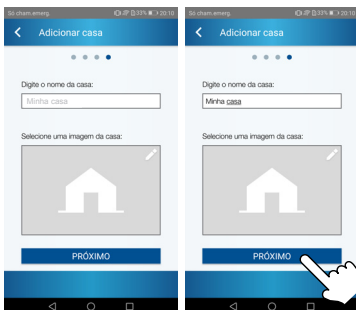 Só cham.emerg. 33% 20:10
Adicionar casa
Digite o nome da casa:
Minha casa
Selecione uma imagem da casa:
PRÓXIMO
Só cham.emerg. 33% 20:10
Adicionar casa
Digite o nome da casa:
Minha casa
Selecione uma imagem da casa:
PRÓXIMO